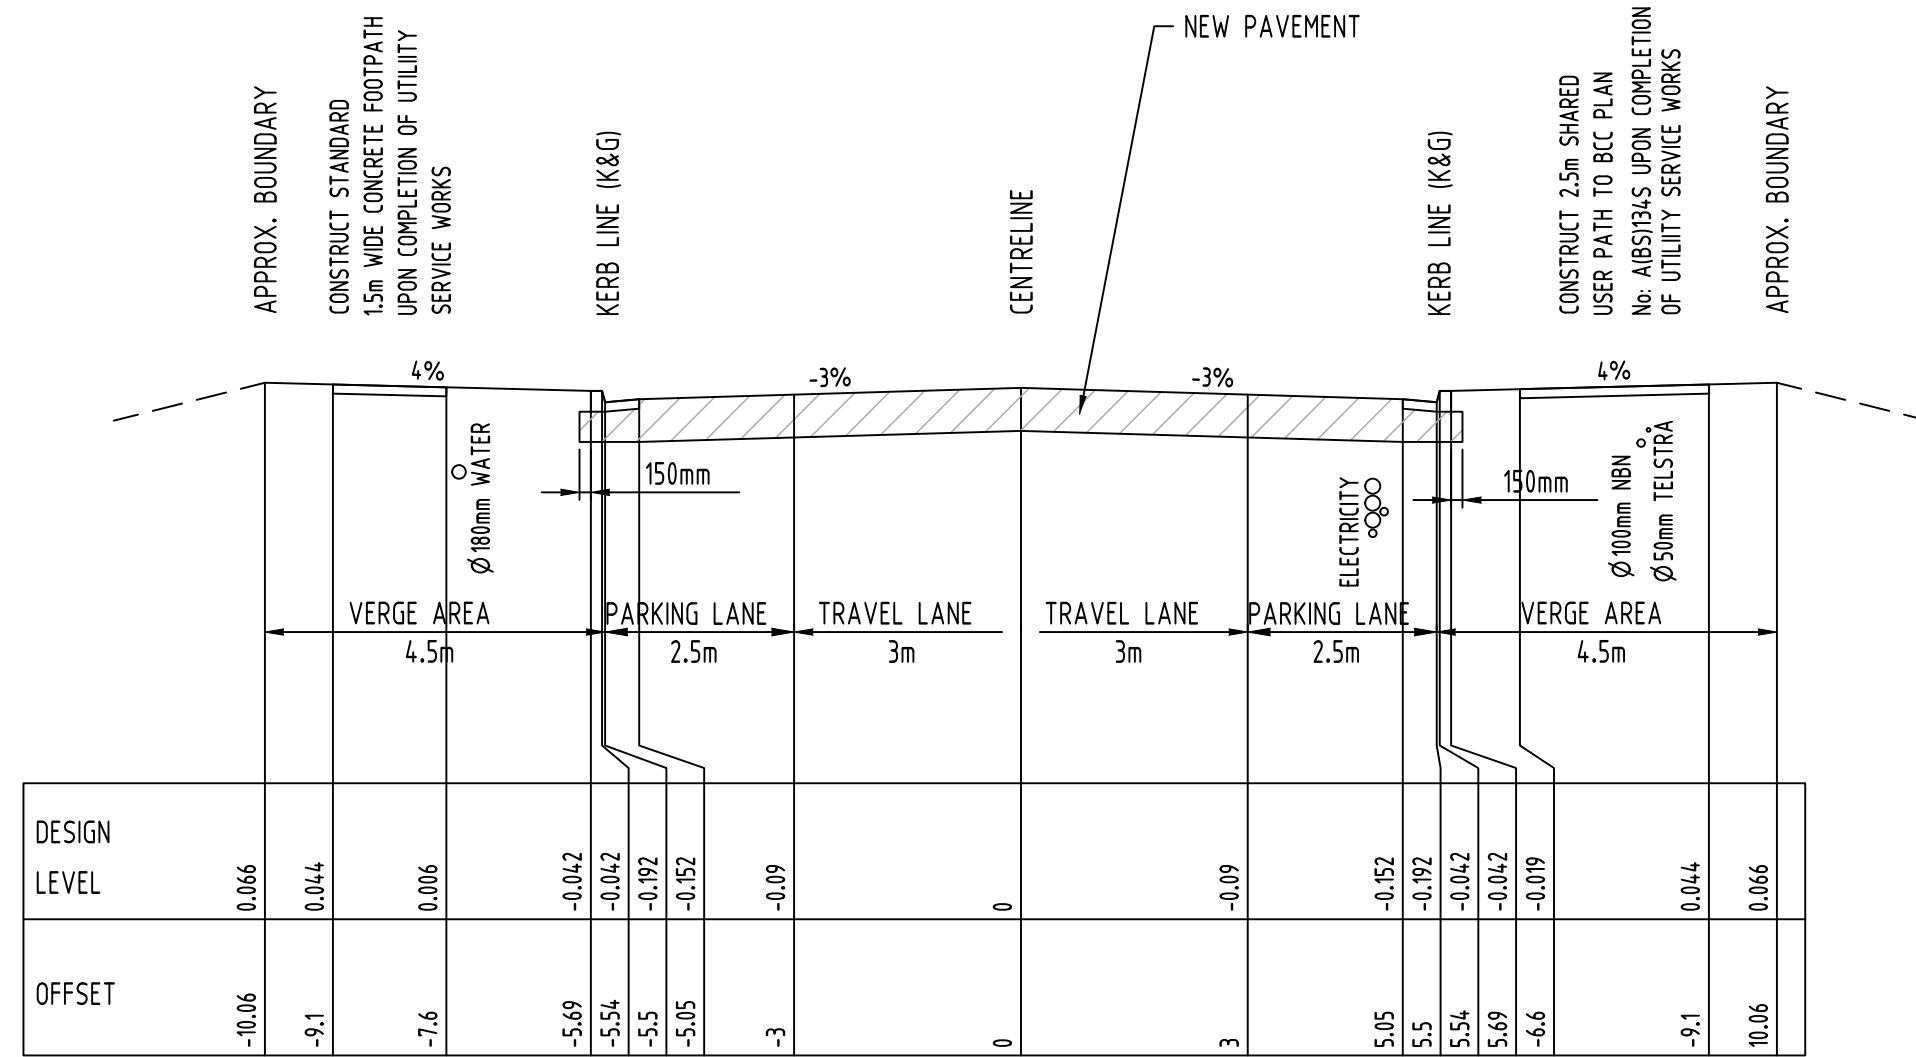 NEW PAVEMENT
APPROX. BOUNDARY
CONSTRUCT STANDARD
1.5m WIDE CONCRETE FOOTPATH
UPON COMPLETION OF UTILIITY
SERVICE WORKS
KERB LINE (K&G)
CENTRELINE
KERB LINE (K&G)
CONSTRUCT 2.5m SHARED
USER PATH TO BCC PLAN
No: A(BS)134S UPON COMPLETION
OF UTILIITY SERVICE WORKS
APPROX. BOUNDARY
4%
-3%
-3%
4%
Ø180mm WATER
150mm
ELECTRICITY
150mm
Ø100mm NBN
Ø50mm TELSTRA
VERGE AREA
4.5m
PARKING LANE
2.5m
TRAVEL LANE
3m
TRAVEL LANE
3m
PARKING LANE
2.5m
VERGE AREA
4.5m
DESIGN
LEVEL
0.066
0.044
0.006
-0.042
-0.042
-0.192
-0.152
-0.09
0
-0.09
-0.152
-0.192
-0.042
-0.042
-0.019
0.044
0.066
OFFSET
-10.06
-9.1
-7.6
-5.69
-5.54
-5.5
-5.05
-3
0
3
5.05
5.5
5.54
5.69
-6.6
-9.1
10.06